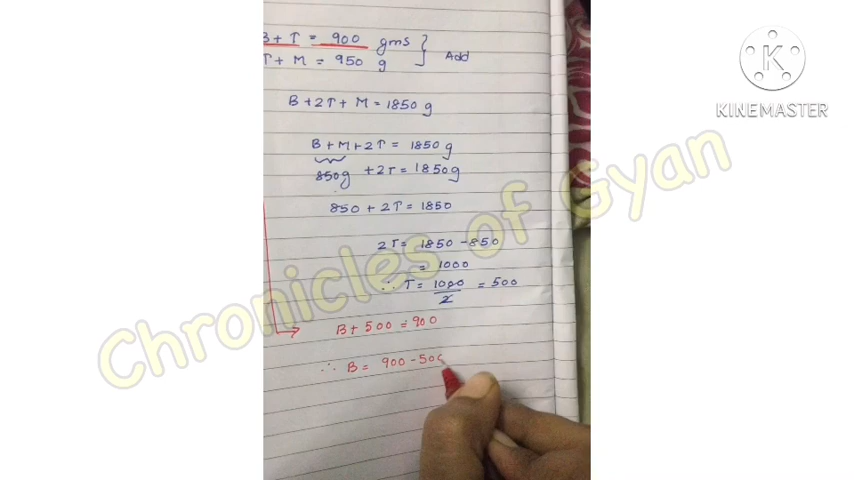 B + T = 900 gms
T + M = 950 g
Add
B + 2T + M = 1850 g
B + M + 2T = 1850 g
850g + 2T = 1850 g
850 + 2T = 1850
2T = 1850 - 850
= 1000
∴ T = 1000/2 = 500
B + 500 = 900
∴ B = 900 - 500
K
KINEMASTER
Chronicles of Gyan